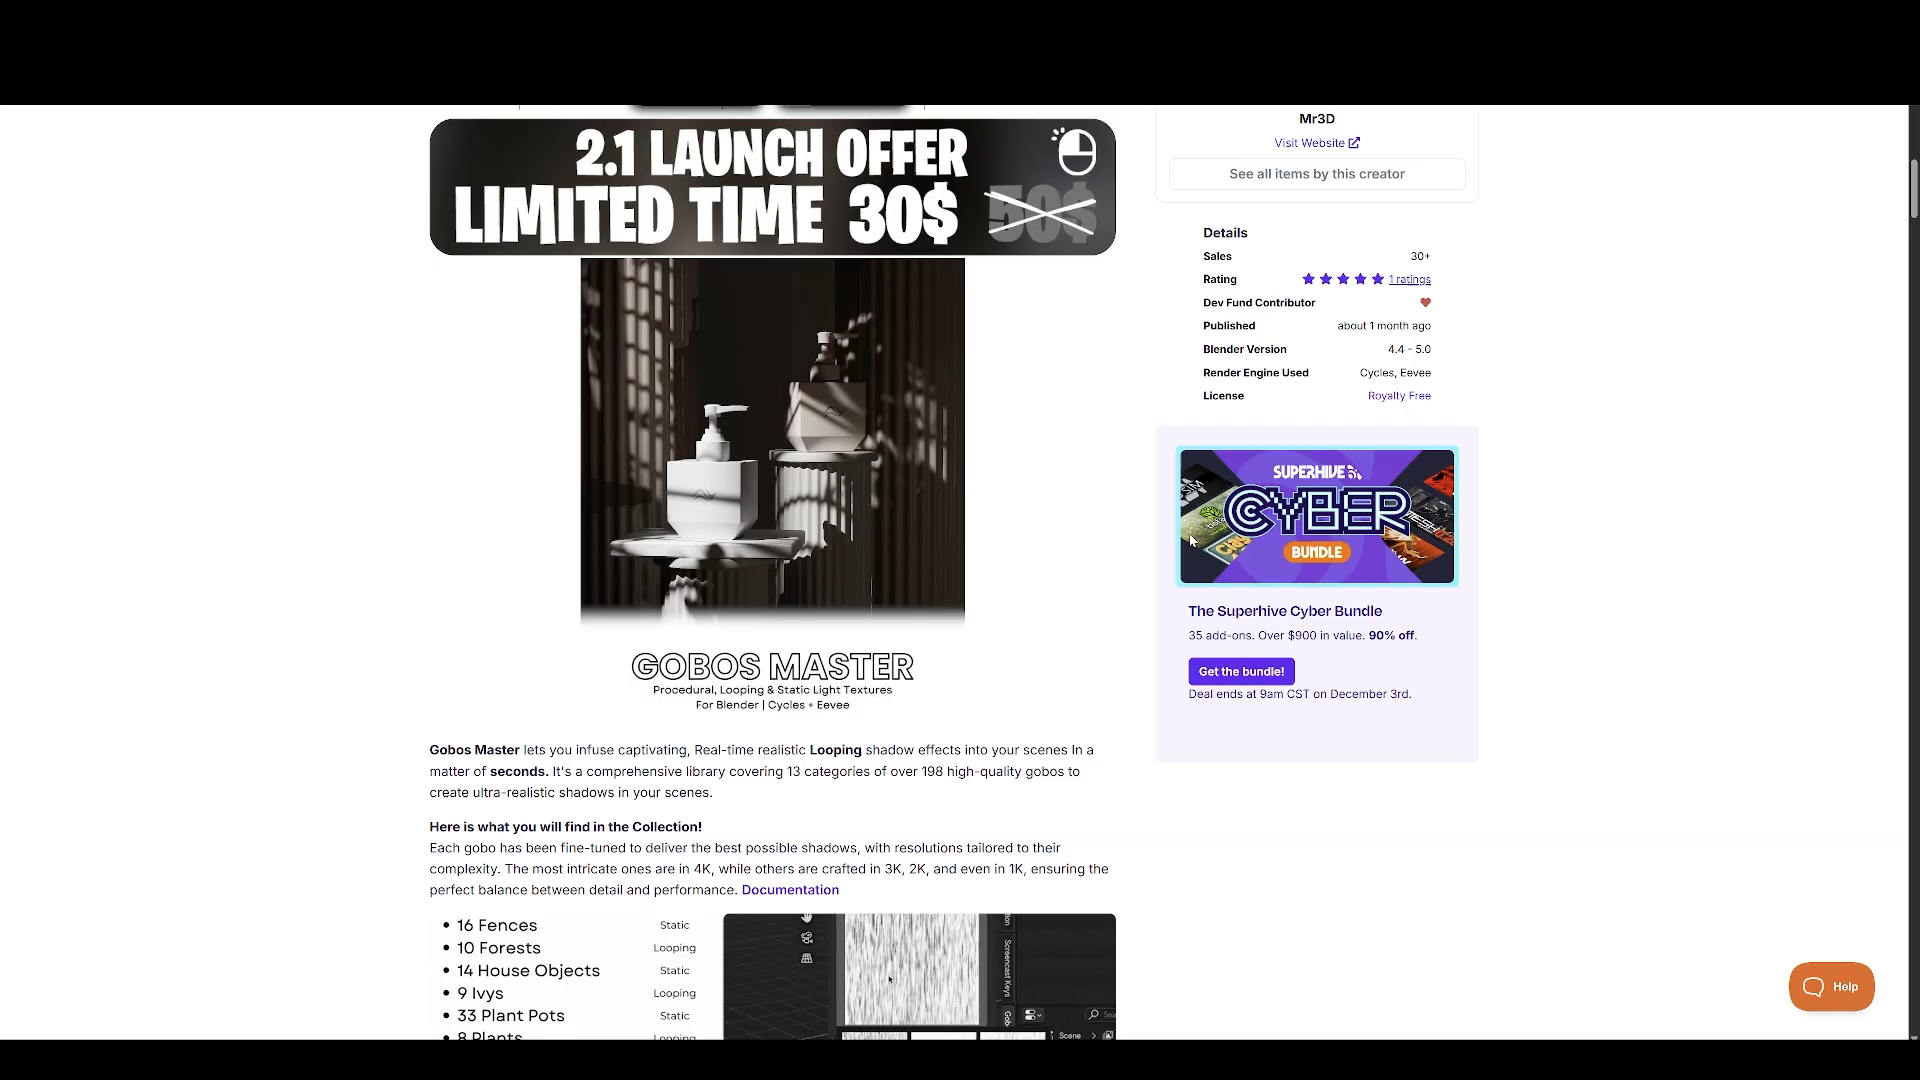 2.1 LAUNCH OFFER
LIMITED TIME 30$ 50$
GOBOS MASTER
Procedural, Looping & Static Light Textures
For Blender | Cycles + Eevee
Gobos Master lets you infuse captivating, Real-time realistic Looping shadow effects into your scenes In a
matter of seconds. It's a comprehensive library covering 13 categories of over 198 high-quality gobos to
create ultra-realistic shadows in your scenes.
Here is what you will find in the Collection!
Each gobo has been fine-tuned to deliver the best possible shadows, with resolutions tailored to their
complexity. The most intricate ones are in 4K, while others are crafted in 3K, 2K, and even in 1K, ensuring the
perfect balance between detail and performance. Documentation
• 16 Fences Static
• 10 Forests Looping
• 14 House Objects Static
• 9 Ivys Looping
• 33 Plant Pots Static
• 8 Plants Looping
Screencast Keys
Scene
Mr3D
Visit Website
See all items by this creator
Details
Sales 30+
Rating 1 ratings
Dev Fund Contributor
Published about 1 month ago
Blender Version 4.4 - 5.0
Render Engine Used Cycles, Eevee
License Royalty Free
SUPERHIVE
CYBER
BUNDLE
The Superhive Cyber Bundle
35 add-ons. Over $900 in value. 90% off.
Get the bundle!
Deal ends at 9am CST on December 3rd.
Help